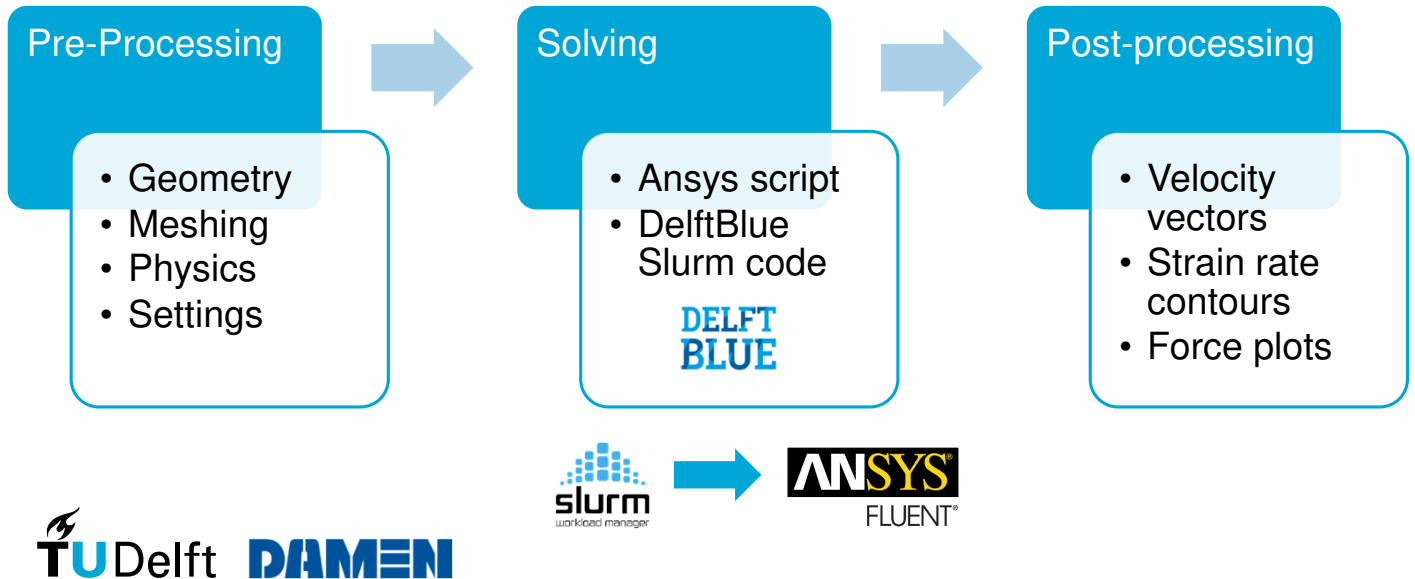 Pre-Processing
• Geometry
• Meshing
• Physics
• Settings
Solving
• Ansys script
• DelftBlue
Slurm code
DELFT
BLUE
Post-processing
• Velocity
vectors
• Strain rate
contours
• Force plots
slurm
workload manager
ANSYS®
FLUENT®
TUDelft
DAMEN